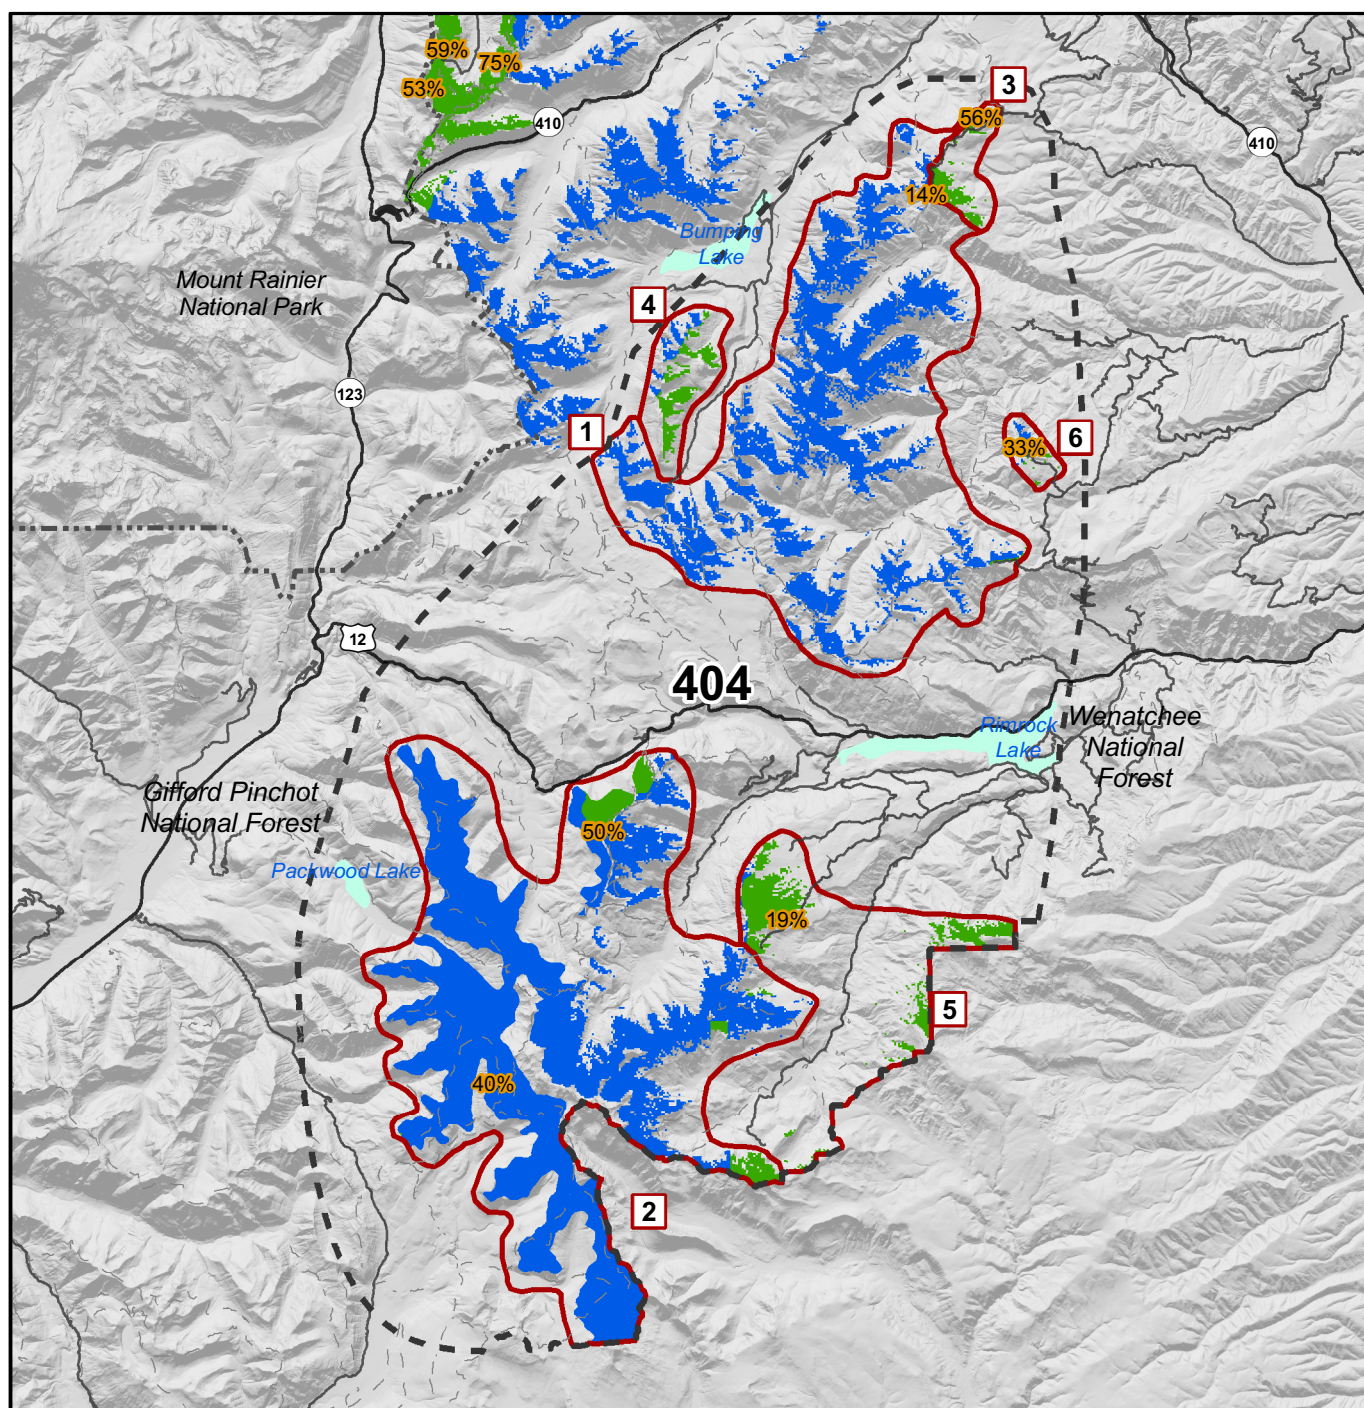 59%
75%
53%
410
3
56%
410
14%
Bumping
Lake
Mount Rainier
National Park
4
123
1
6
33%
12
404
Rimrock
Lake
Wenatchee
National
Forest
Gifford Pinchot
National Forest
50%
Packwood Lake
19%
5
40%
2